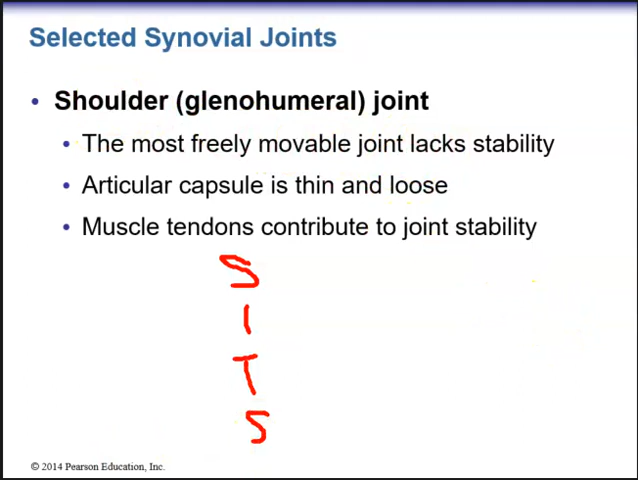 Selected Synovial Joints
• Shoulder (glenohumeral) joint
• The most freely movable joint lacks stability
• Articular capsule is thin and loose
• Muscle tendons contribute to joint stability
S
I
T
S
© 2014 Pearson Education, Inc.